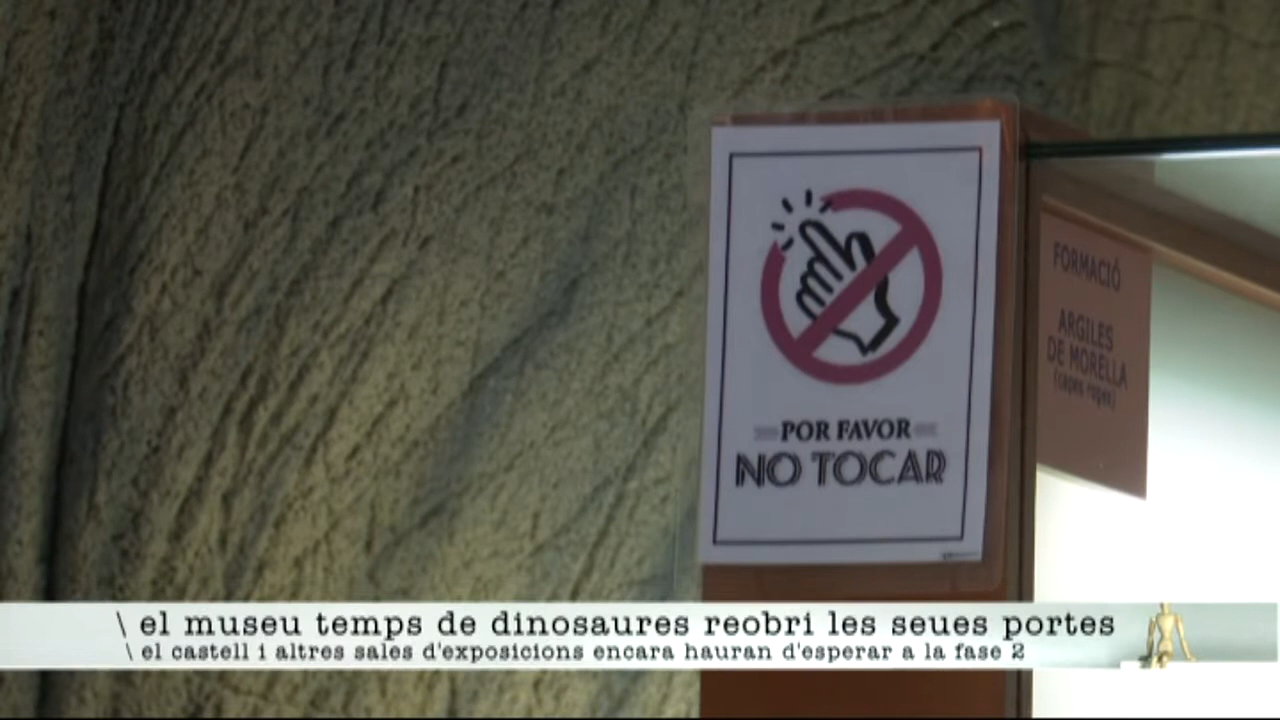 POR FAVOR
NO TOCAR
FORMACIÓ
ARGILES
DE MORELLA
(capes roges)
\ el museu temps de dinosaures reobri les seues portes
\ el castell i altres sales d'exposicions encara hauran d'esperar a la fase 2